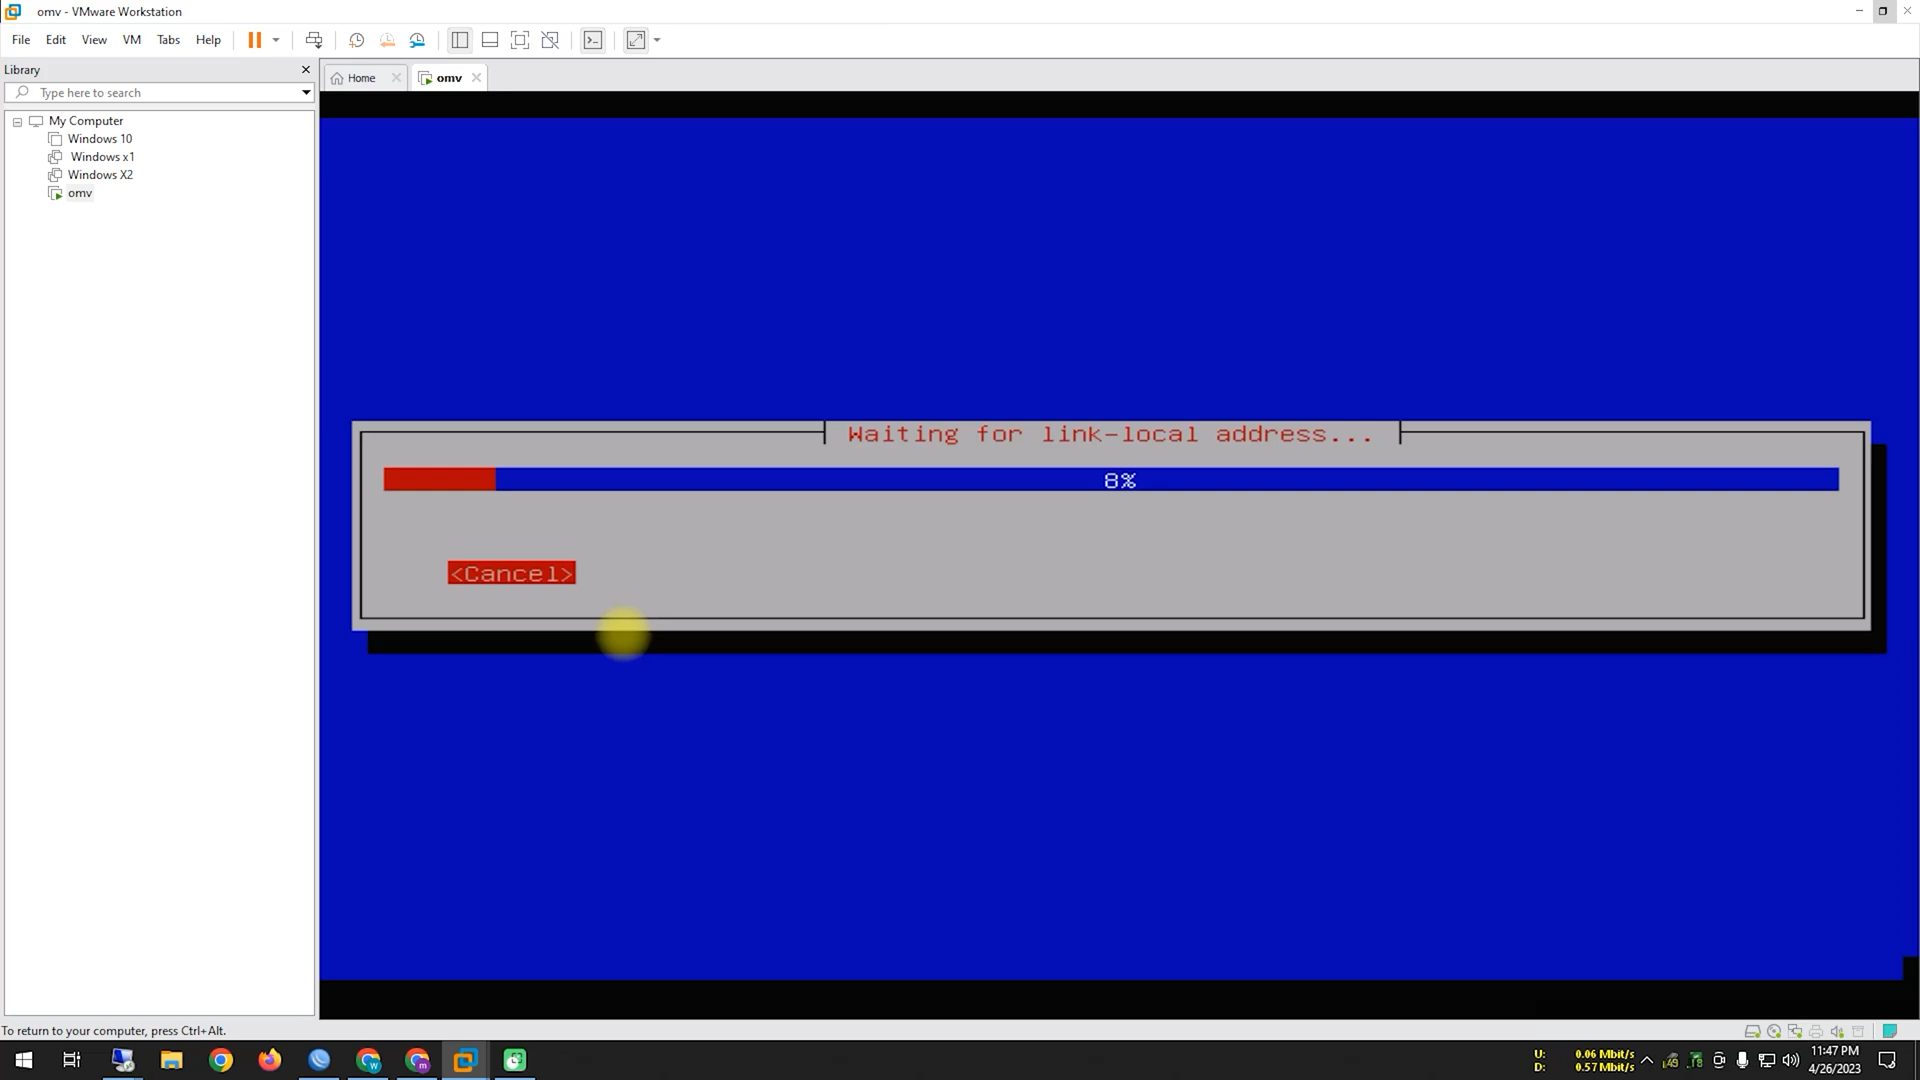 omv - VMware Workstation
File Edit View VM Tabs Help
Library
Home
omv
Type here to search
My Computer
Windows 10
Windows x1
Windows X2
omv
Waiting for link-local address...
8%
<Cancel>
To return to your computer, press Ctrl+Alt.
U: 0.06 Mbit/s
D: 0.57 Mbit/s
11:47 PM
4/26/2023